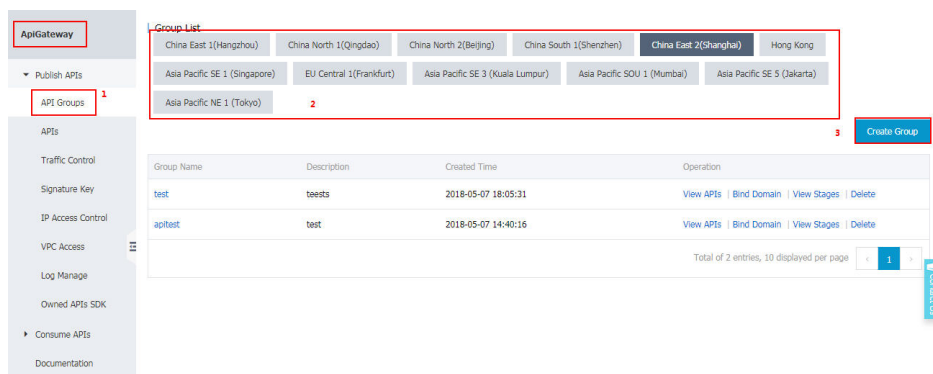 ApiGateway
Publish APIs
API Groups
1
APIs
Traffic Control
Signature Key
IP Access Control
VPC Access
Log Manage
Owned APIs SDK
Consume APIs
Documentation
Group List
China East 1(Hangzhou) China North 1(Qingdao) China North 2(Beijing) China South 1(Shenzhen) China East 2(Shanghai) Hong Kong
Asia Pacific SE 1 (Singapore) EU Central 1(Frankfurt) Asia Pacific SE 3 (Kuala Lumpur) Asia Pacific SOU 1 (Mumbai) Asia Pacific SE 5 (Jakarta)
Asia Pacific NE 1 (Tokyo) 2
3 Create Group
Group Name Description Created Time Operation
test teests 2018-05-07 18:05:31 View APIs | Bind Domain | View Stages | Delete
apitest test 2018-05-07 14:40:16 View APIs | Bind Domain | View Stages | Delete
Total of 2 entries, 10 displayed per page ‹ 1 ›